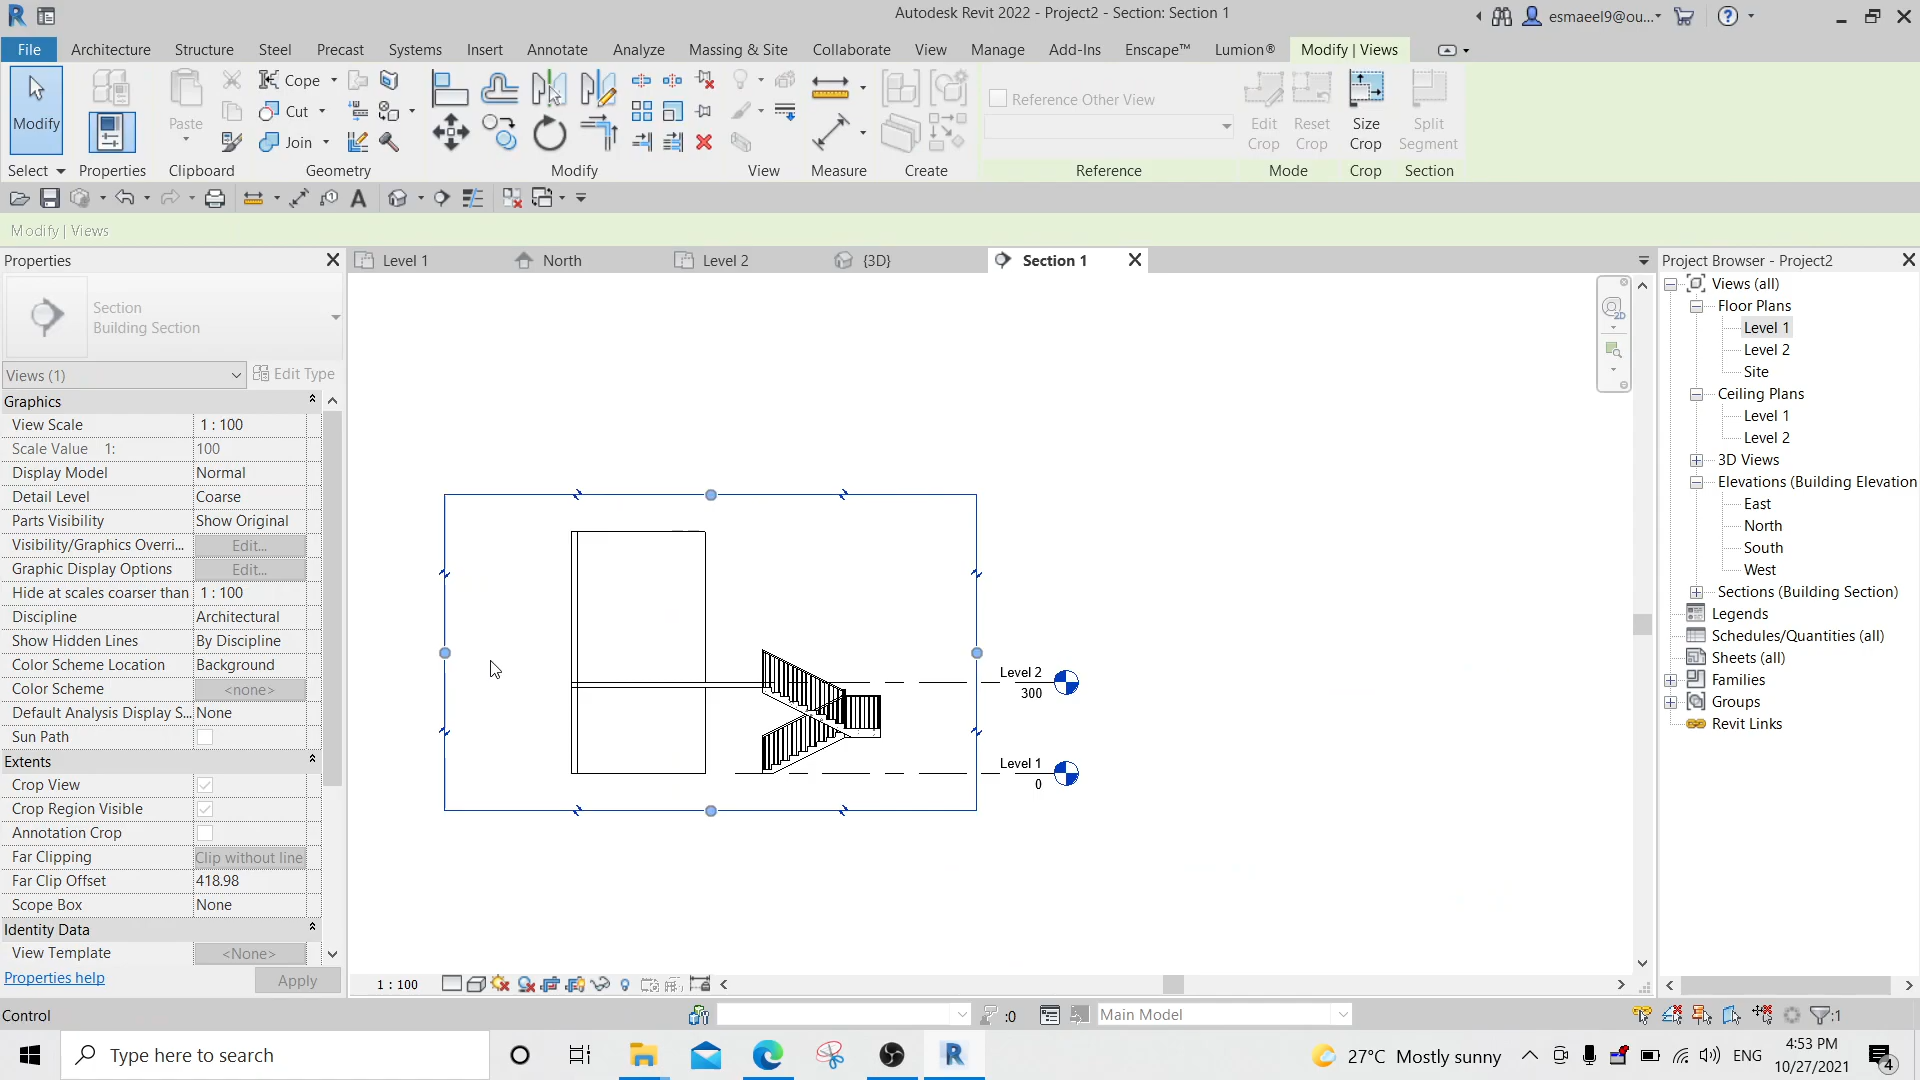 Autodesk Revit 2022 - Project2 - Section: Section 1
esmaeel9@ou...
File Architecture Structure Steel Precast Systems Insert Annotate Analyze Massing & Site Collaborate View Manage Add-Ins Enscape™ Lumion® Modify | Views
Modify
Paste
Cope
Cut
Join
Reference Other View
Edit Crop
Reset Crop
Size Crop
Split Segment
Select Properties Clipboard Geometry Modify View Measure Create Reference Mode Crop Section
Modify | Views
Properties
Level 1 North Level 2 {3D} Section 1
Project Browser - Project2
Section
Building Section
Views (1) Edit Type
Graphics
View Scale 1 : 100
Scale Value 1: 100
Display Model Normal
Detail Level Coarse
Parts Visibility Show Original
Visibility/Graphics Overri... Edit...
Graphic Display Options Edit...
Hide at scales coarser than 1 : 100
Discipline Architectural
Show Hidden Lines By Discipline
Color Scheme Location Background
Color Scheme <none>
Default Analysis Display S... None
Sun Path
Extents
Crop View
Crop Region Visible
Annotation Crop
Far Clipping Clip without line
Far Clip Offset 418.98
Scope Box None
Identity Data
View Template <None>
Properties help Apply
Level 2
300
Level 1
0
Views (all)
Floor Plans
Level 1
Level 2
Site
Ceiling Plans
Level 1
Level 2
3D Views
Elevations (Building Elevation
East
North
South
West
Sections (Building Section)
Legends
Schedules/Quantities (all)
Sheets (all)
Families
Groups
Revit Links
1 : 100
Control
:0
Main Model
:1
Type here to search
27°C Mostly sunny
ENG
4:53 PM
10/27/2021
4